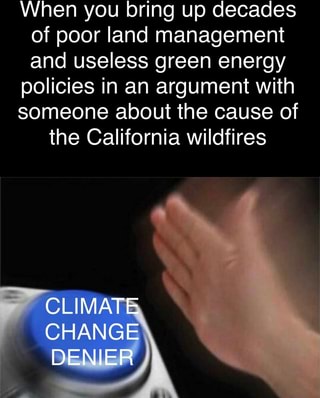 When you bring up decades
of poor land management
and useless green energy
policies in an argument with
someone about the cause of
the California wildfires
CLIMATE
CHANGE
DENIER